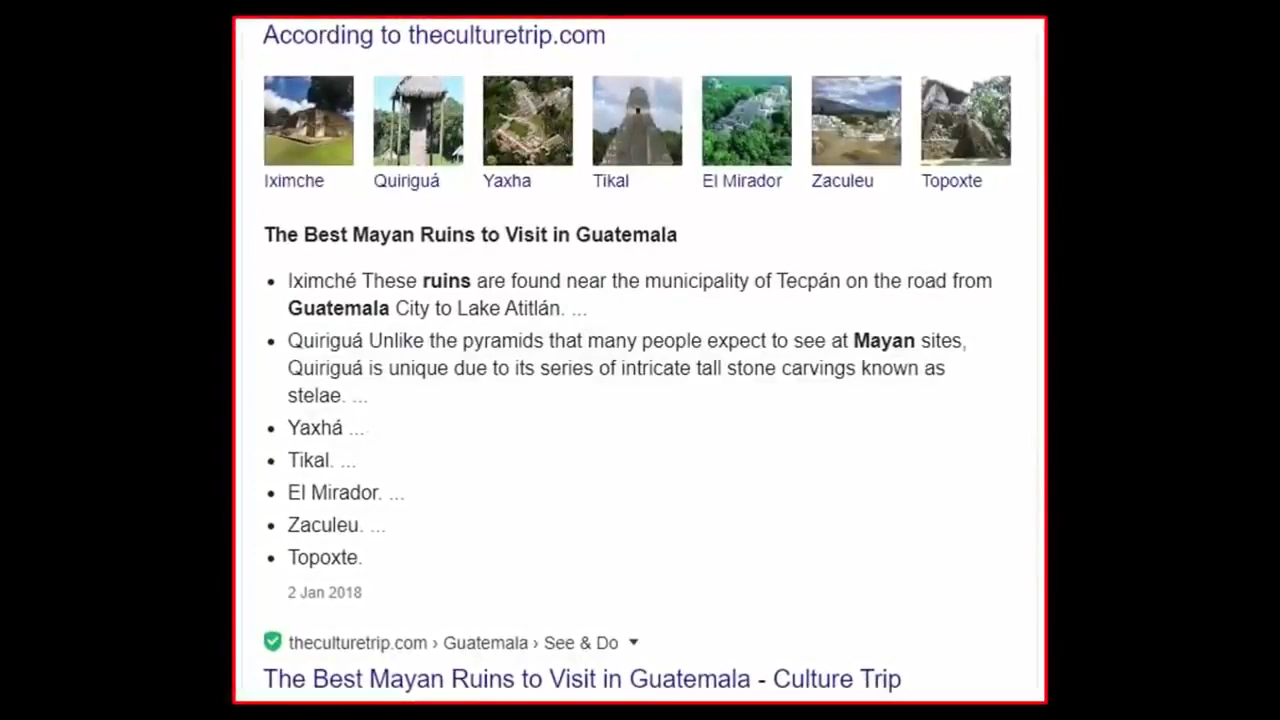 According to theculturetrip.com
Iximche Quiriguá Yaxha Tikal El Mirador Zaculeu Topoxte
The Best Mayan Ruins to Visit in Guatemala
• Iximché These ruins are found near the municipality of Tecpán on the road from
Guatemala City to Lake Atitlán. ...
• Quiriguá Unlike the pyramids that many people expect to see at Mayan sites,
Quiriguá is unique due to its series of intricate tall stone carvings known as
stelae. ...
• Yaxhá ...
• Tikal. ...
• El Mirador. ...
• Zaculeu. ...
• Topoxte.
2 Jan 2018
theculturetrip.com › Guatemala › See & Do
The Best Mayan Ruins to Visit in Guatemala - Culture Trip